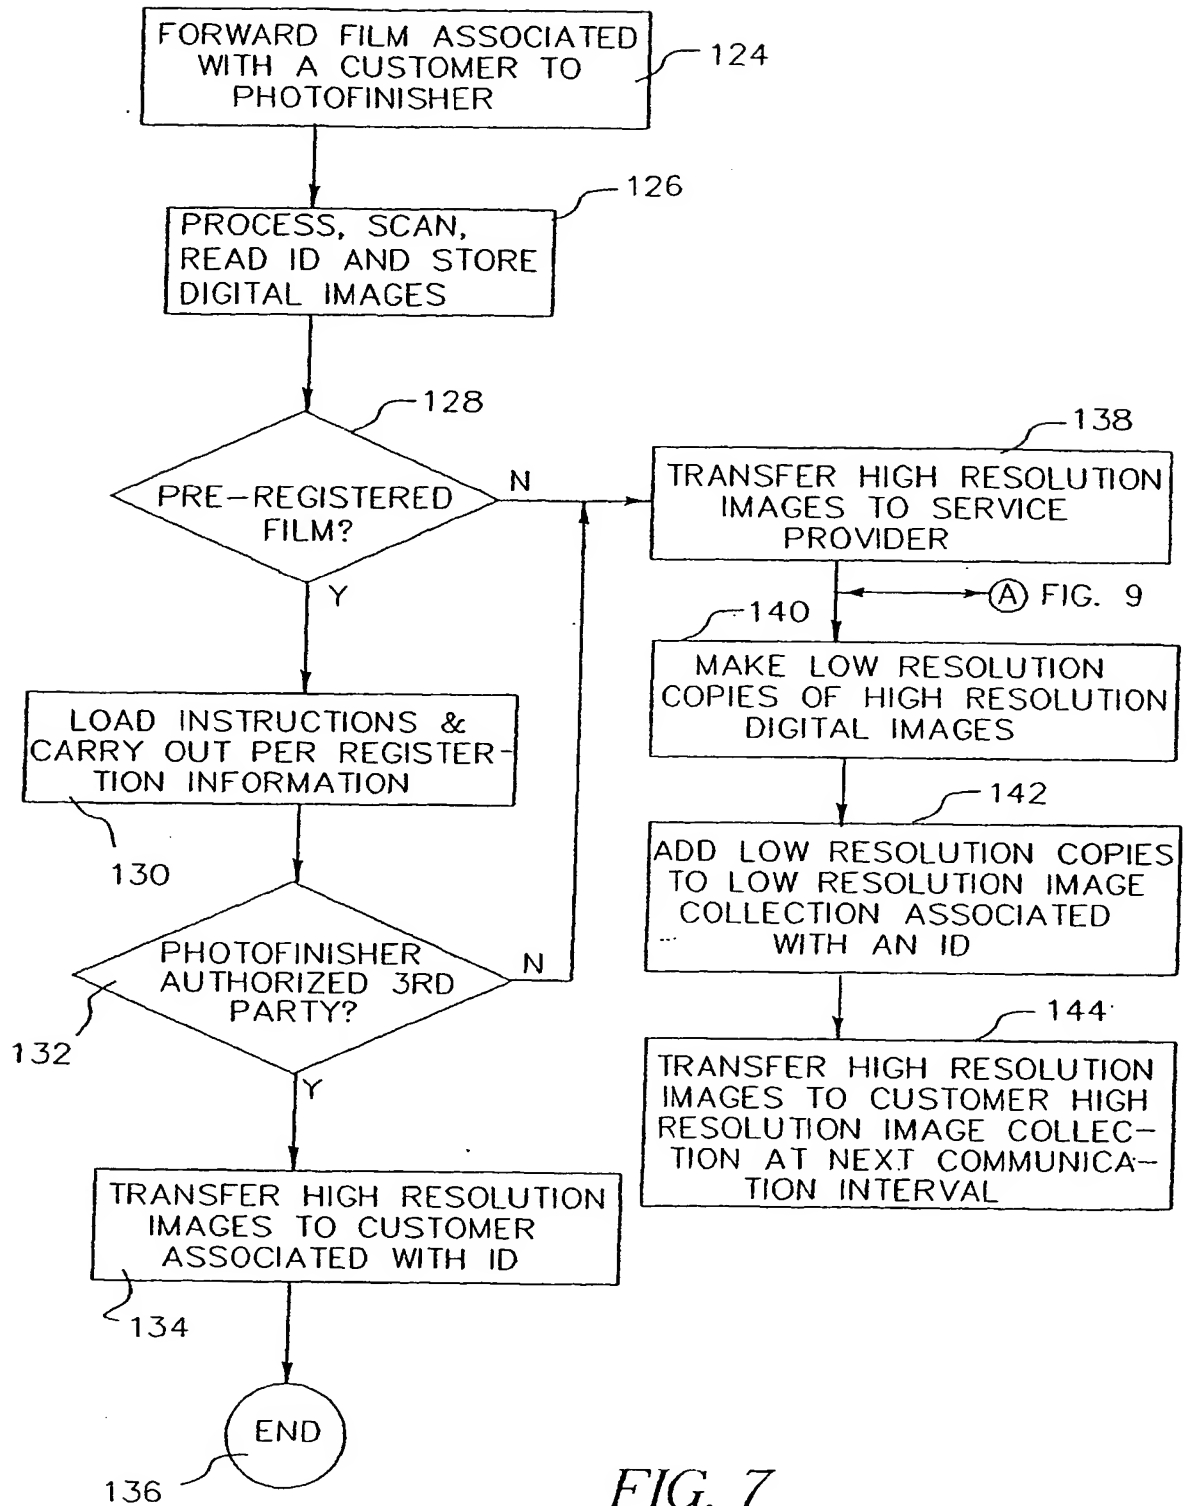 FORWARD FILM ASSOCIATED
WITH A CUSTOMER TO
PHOTOFINISHER
124
126
PROCESS, SCAN,
READ ID AND STORE
DIGITAL IMAGES
128
PRE-REGISTERED
FILM?
N
Y
LOAD INSTRUCTIONS &
CARRY OUT PER REGISTER-
TION INFORMATION
130
PHOTOFINISHER
AUTHORIZED 3RD
PARTY?
N
132
Y
TRANSFER HIGH RESOLUTION
IMAGES TO CUSTOMER
ASSOCIATED WITH ID
134
END
136
138
TRANSFER HIGH RESOLUTION
IMAGES TO SERVICE
PROVIDER
A FIG. 9
140
MAKE LOW RESOLUTION
COPIES OF HIGH RESOLUTION
DIGITAL IMAGES
142
ADD LOW RESOLUTION COPIES
TO LOW RESOLUTION IMAGE
COLLECTION ASSOCIATED
WITH AN ID
144
TRANSFER HIGH RESOLUTION
IMAGES TO CUSTOMER HIGH
RESOLUTION IMAGE COLLEC-
TION AT NEXT COMMUNICA-
TION INTERVAL
FIG. 7